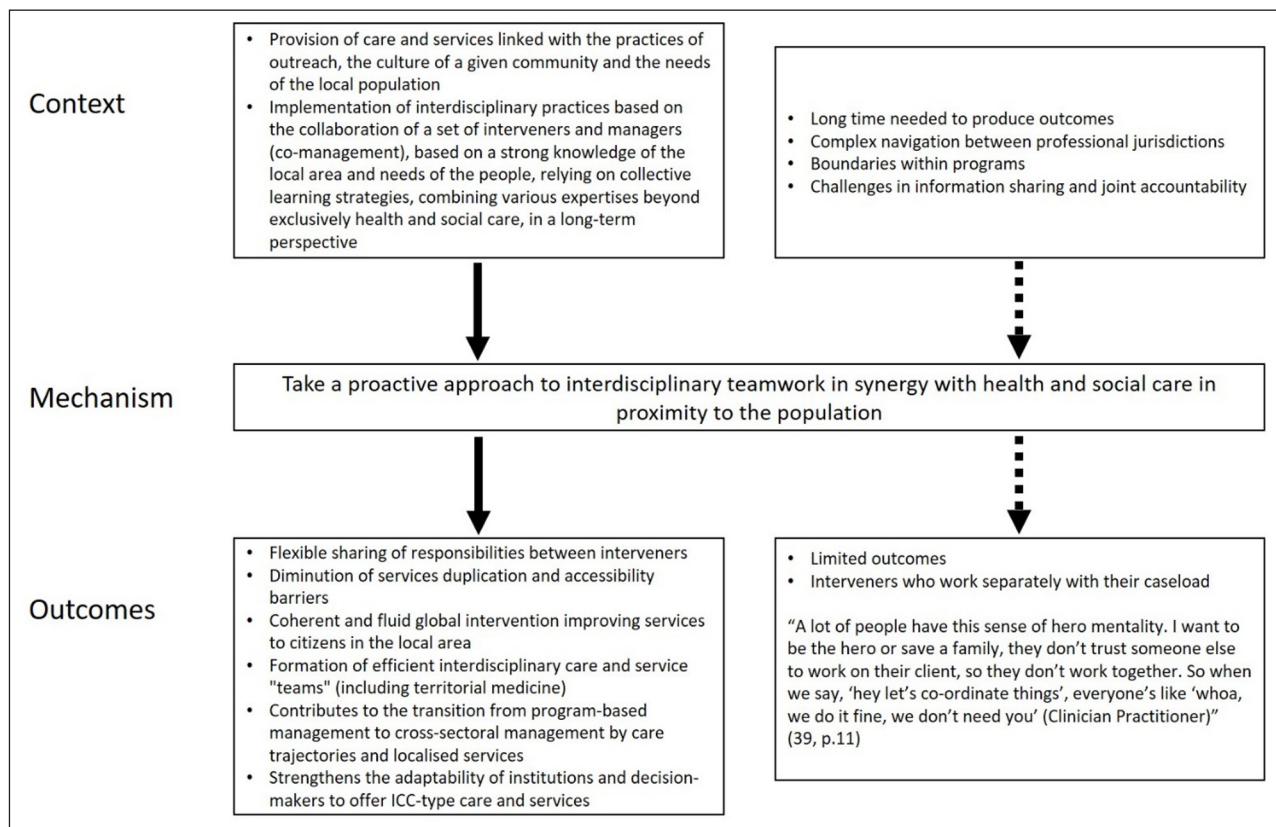 Context
• Provision of care and services linked with the practices of
outreach, the culture of a given community and the needs
of the local population
• Implementation of interdisciplinary practices based on
the collaboration of a set of interveners and managers
(co-management), based on a strong knowledge of the
local area and needs of the people, relying on collective
learning strategies, combining various expertises beyond
exclusively health and social care, in a long-term
perspective
• Long time needed to produce outcomes
• Complex navigation between professional jurisdictions
• Boundaries within programs
• Challenges in information sharing and joint accountability
Mechanism
Take a proactive approach to interdisciplinary teamwork in synergy with health and social care in
proximity to the population
Outcomes
• Flexible sharing of responsibilities between interveners
• Diminution of services duplication and accessibility
barriers
• Coherent and fluid global intervention improving services
to citizens in the local area
• Formation of efficient interdisciplinary care and service
"teams" (including territorial medicine)
• Contributes to the transition from program-based
management to cross-sectoral management by care
trajectories and localised services
• Strengthens the adaptability of institutions and decision-
makers to offer ICC-type care and services
• Limited outcomes
• Interveners who work separately with their caseload
“A lot of people have this sense of hero mentality. I want to
be the hero or save a family, they don’t trust someone else
to work on their client, so they don’t work together. So when
we say, ‘hey let’s co-ordinate things’, everyone’s like ‘whoa,
we do it fine, we don’t need you’ (Clinician Practitioner)”
(39, p.11)